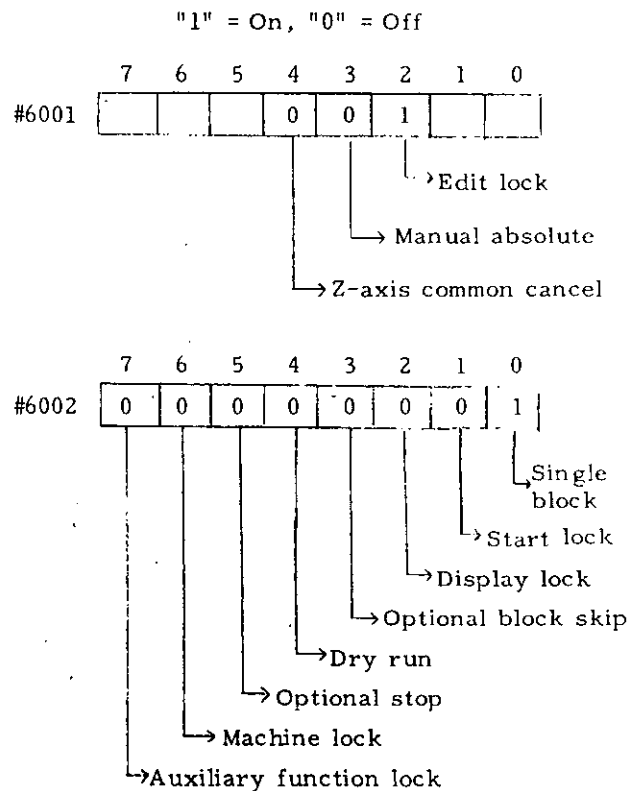 "1" = On, "0" = Off
7 6 5 4 3 2 1 0
#6001 0 0 1
Edit lock
Manual absolute
Z-axis common cancel
7 6 5 4 3 2 1 0
#6002 0 0 0 0 0 0 0 1
Single
block
Start lock
Display lock
Optional block skip
Dry run
Optional stop
Machine lock
Auxiliary function lock